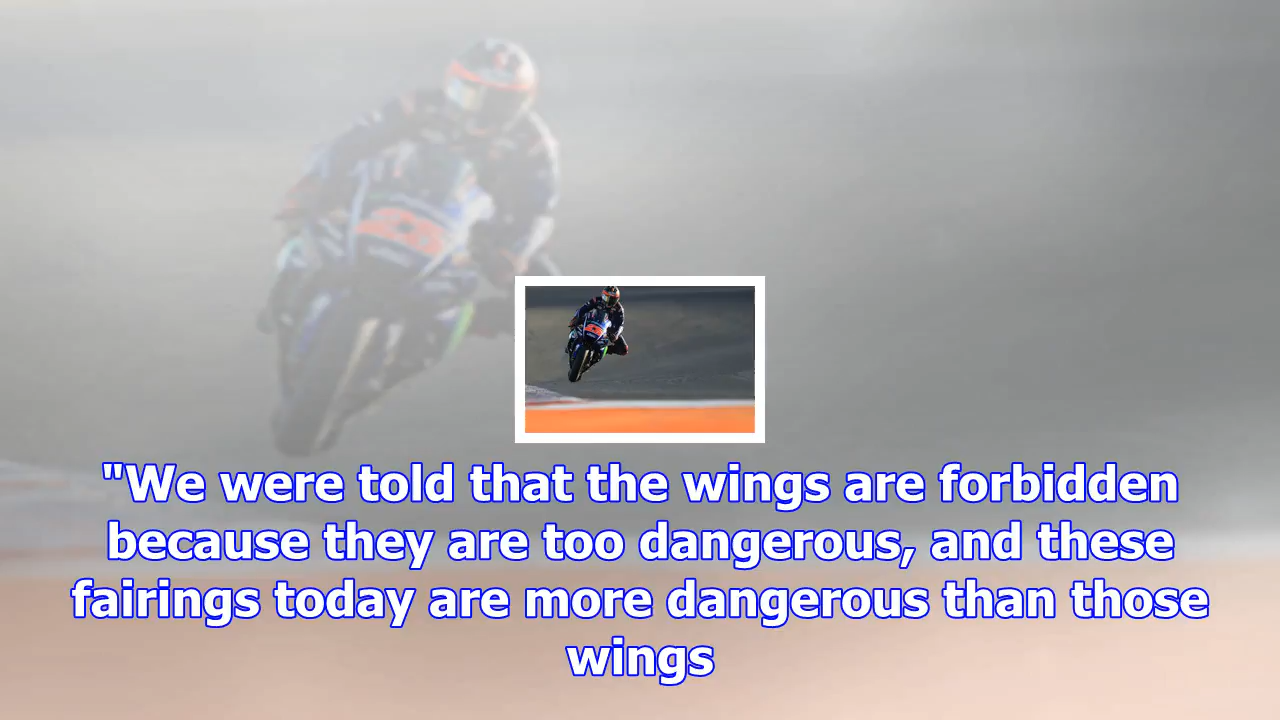 "We were told that the wings are forbidden
because they are too dangerous, and these
fairings today are more dangerous than those
wings